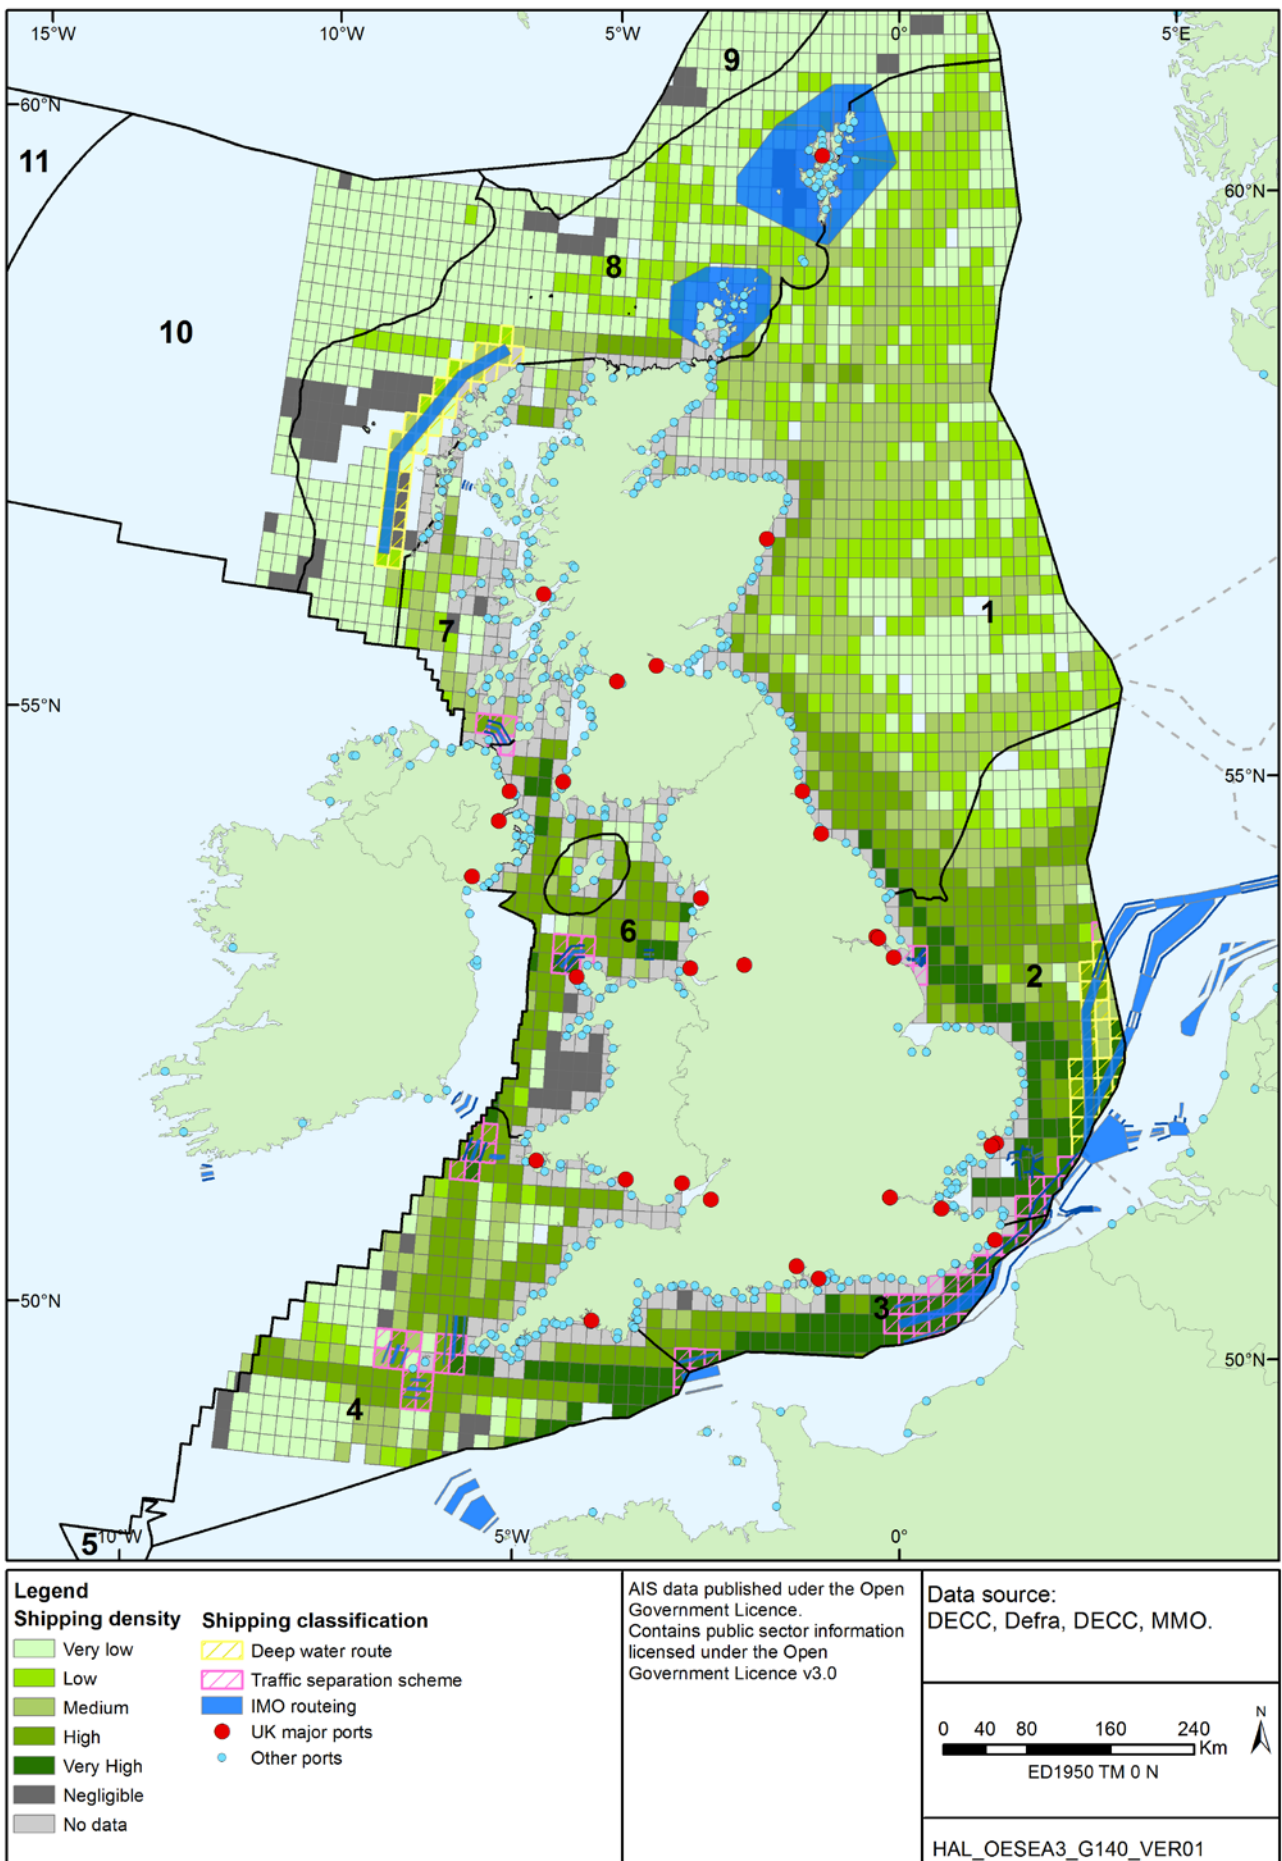 15°W
10°W
5°W
0°
5°E
9
60°N
11
60°N
8
10
1
7
55°N
55°N
6
2
3
50°N
50°N
4
5
10°W
5°W
0°
Legend
Shipping density
Very low
Low
Medium
High
Very High
Negligible
No data
Shipping classification
Deep water route
Traffic separation scheme
IMO routeing
UK major ports
Other ports
AIS data published uder the Open
Government Licence.
Contains public sector information
licensed under the Open
Government Licence v3.0
Data source:
DECC, Defra, DECC, MMO.
0 40 80 160 240
Km
N
ED1950 TM 0 N
HAL_OESEA3_G140_VER01